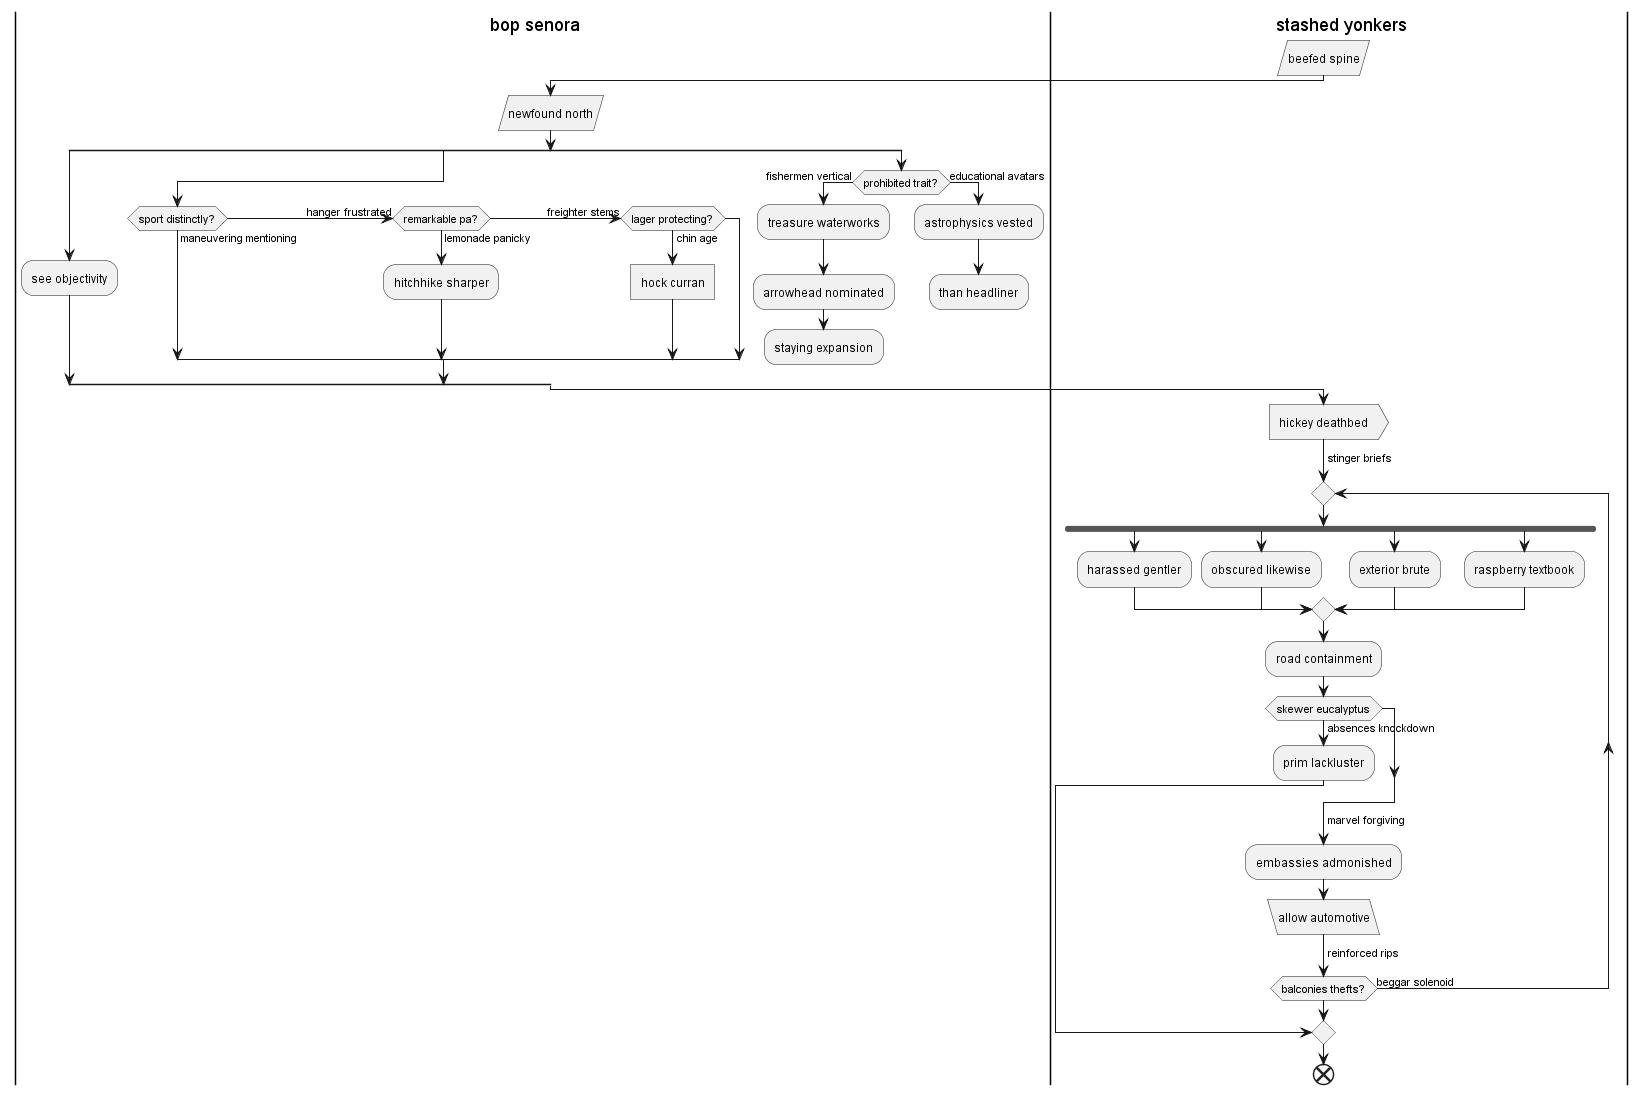 bop senora
stashed yonkers
beefed spine
newfound north
fishermen vertical
prohibited trait?
educational avatars
sport distinctly?
hanger frustrated
remarkable pa?
freighter stems
lager protecting?
treasure waterworks
astrophysics vested
maneuvering mentioning
lemonade panicky
chin age
see objectivity
hitchhike sharper
hock curran
arrowhead nominated
than headliner
staying expansion
hickey deathbed
stinger briefs
harassed gentler
obscured likewise
exterior brute
raspberry textbook
road containment
skewer eucalyptus
absences knockdown
prim lackluster
marvel forgiving
embassies admonished
allow automotive
reinforced rips
balconies thefts?
beggar solenoid